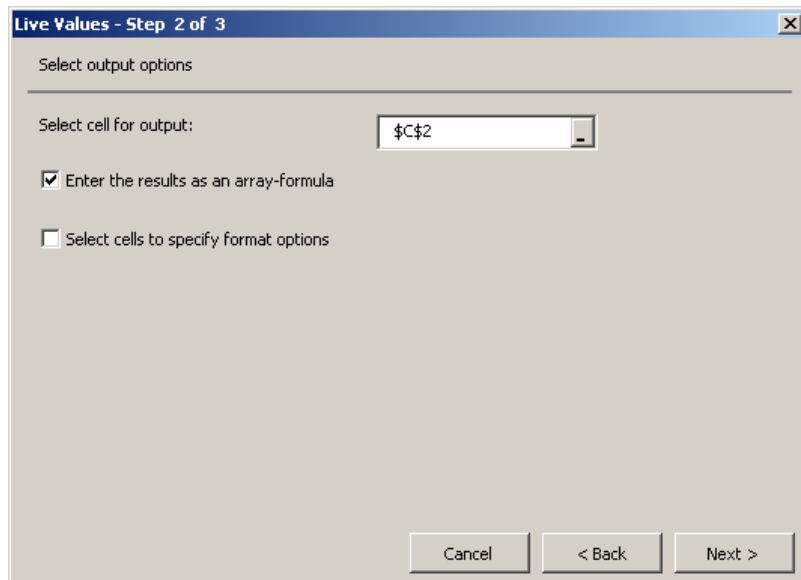 Live Values - Step 2 of 3
Select output options
Select cell for output:
$C$2
Enter the results as an array-formula
Select cells to specify format options
Cancel
< Back
Next >